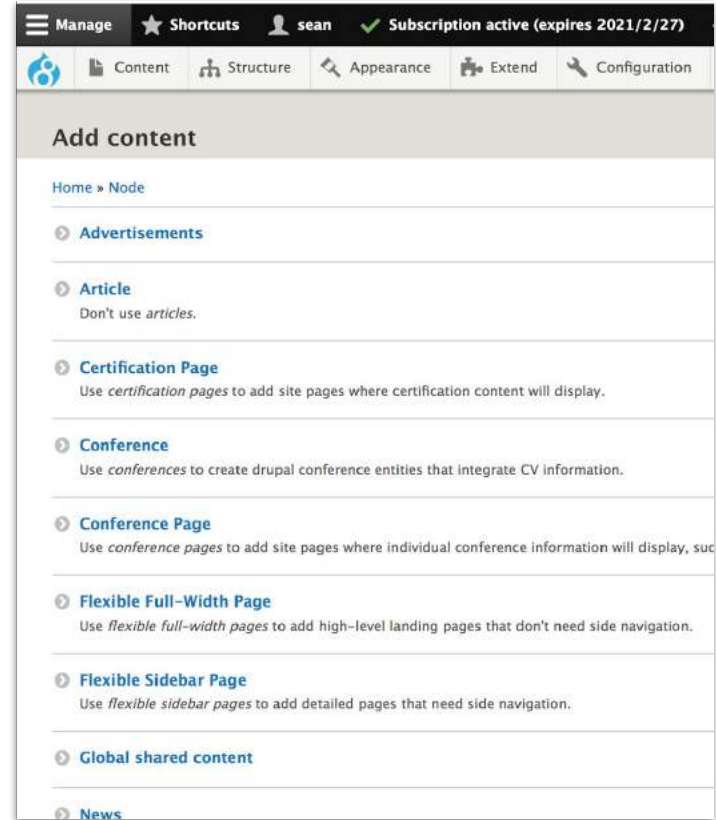 Manage Shortcuts sean Subscription active (expires 2021/2/27)
Content Structure Appearance Extend Configuration
Add content
Home » Node
Advertisements
Article
Don't use articles.
Certification Page
Use certification pages to add site pages where certification content will display.
Conference
Use conferences to create drupal conference entities that integrate CV information.
Conference Page
Use conference pages to add site pages where individual conference information will display, suc
Flexible Full-Width Page
Use flexible full-width pages to add high-level landing pages that don't need side navigation.
Flexible Sidebar Page
Use flexible sidebar pages to add detailed pages that need side navigation.
Global shared content
News